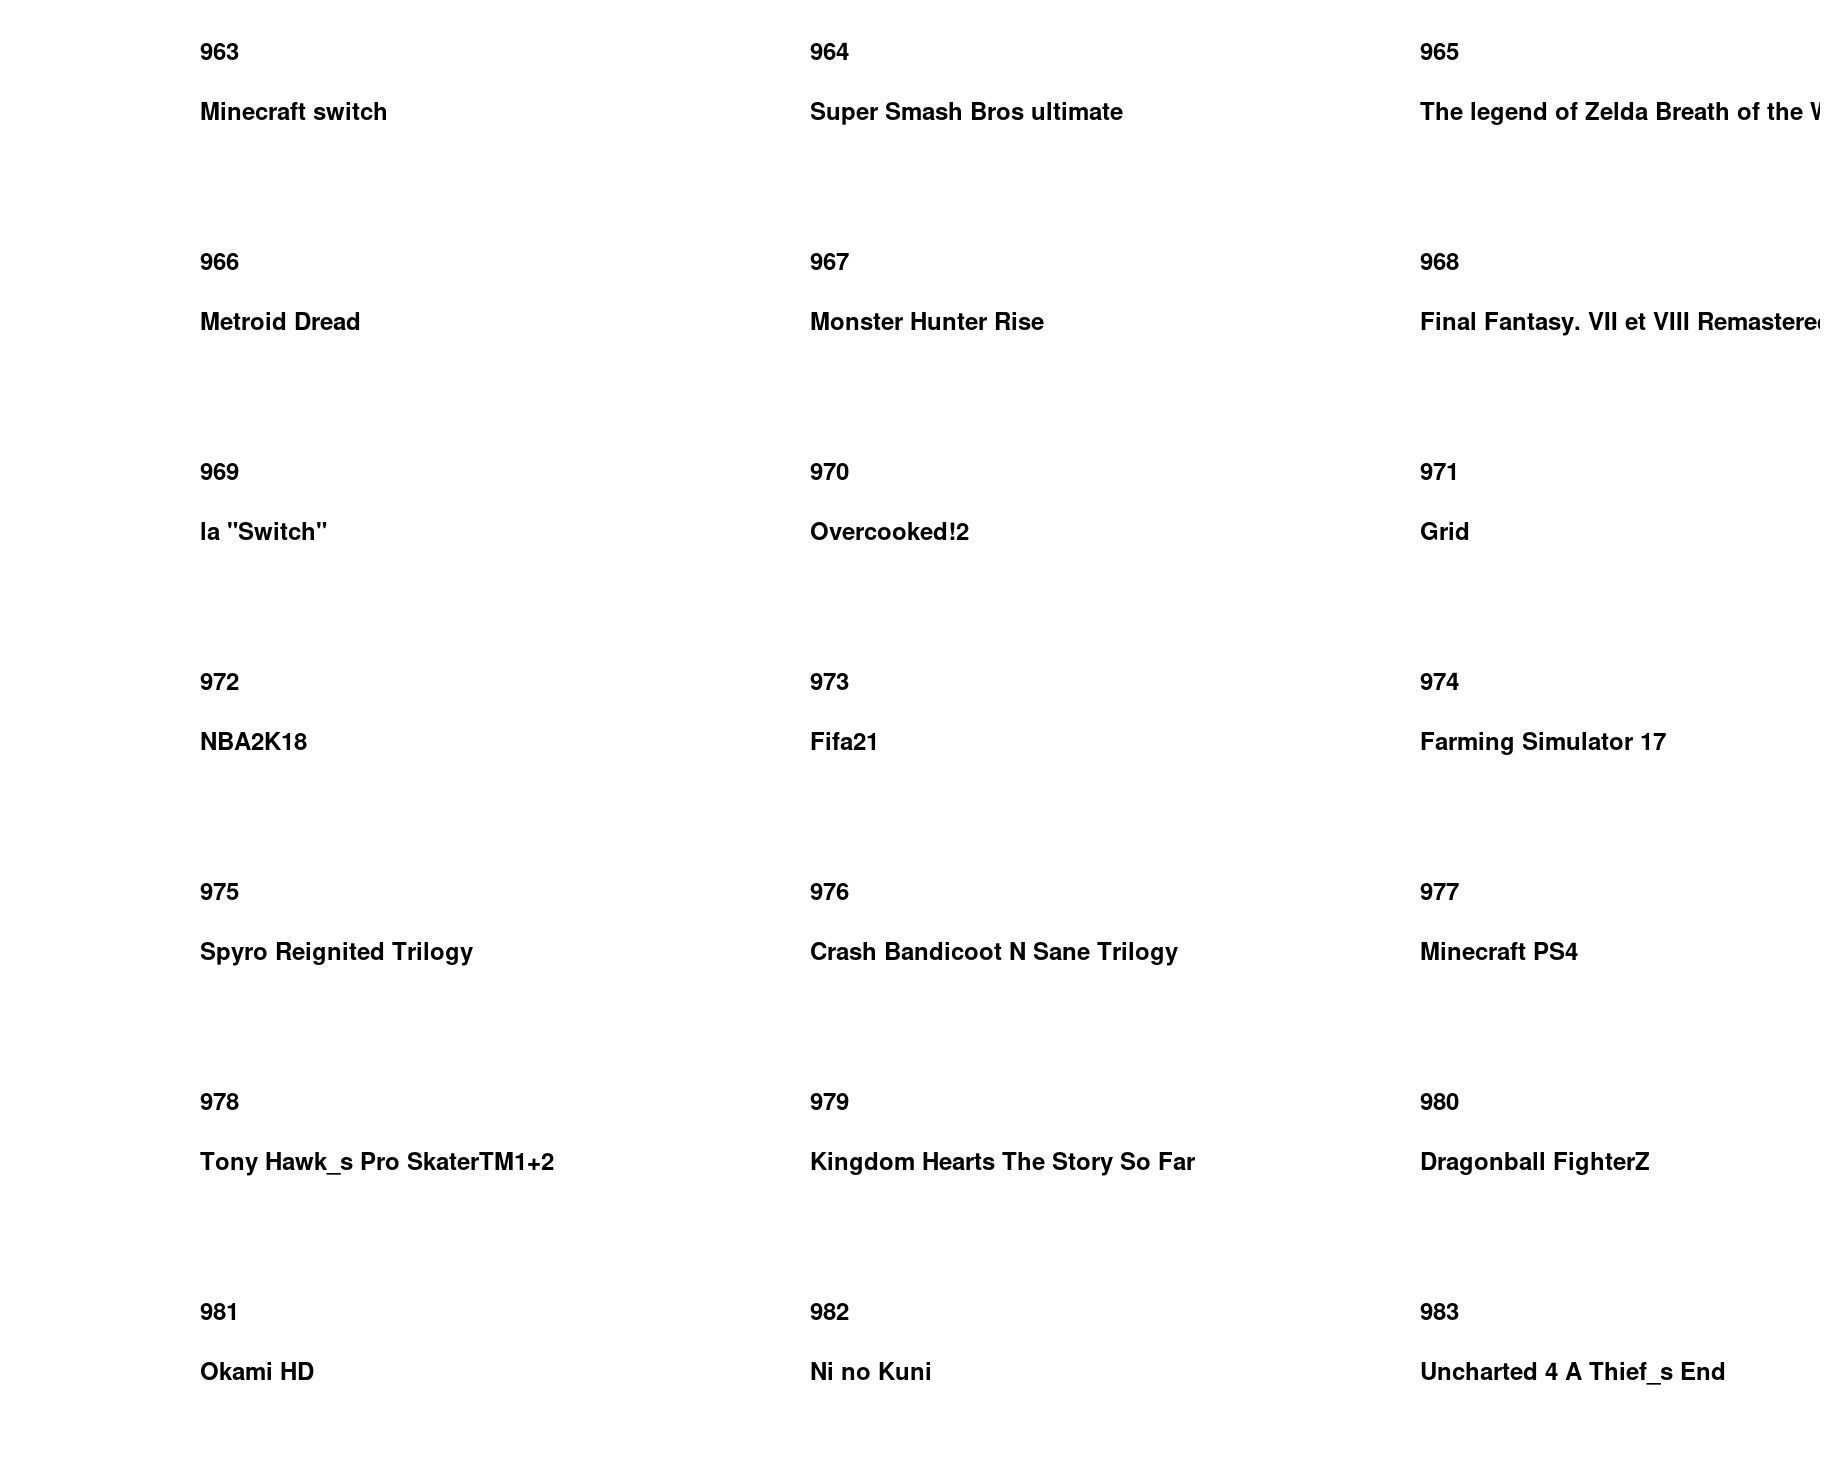 963 964 965
Minecraft switch Super Smash Bros ultimate The legend of Zelda Breath of the
966 967 968
Metroid Dread Monster Hunter Rise Final Fantasy. VII et VIII Remastered
969 970 971
la "Switch" Overcooked!2 Grid
972 973 974
NBA2K18 Fifa21 Farming Simulator 17
975 976 977
Spyro Reignited Trilogy Crash Bandicoot N Sane Trilogy Minecraft PS4
978 979 980
Tony Hawk_s Pro SkaterTM1+2 Kingdom Hearts The Story So Far Dragonball FighterZ
981 982 983
Okami HD Ni no Kuni Uncharted 4 A Thief_s End